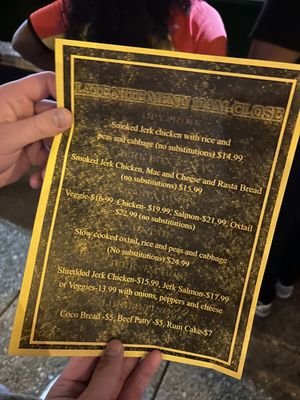 LATE NITE MENU 11AM-CLOSE
Smoked Jerk chicken with rice and
peas and cabbage (no substitutions) $14.99
Smoked Jerk Chicken, Mac and Cheese and Rasta Bread
(no substitutions) $15.99
Veggie-$16.99, Chicken- $19.99, Salmon-$21.99, Oxtail
$22.99 (no substitutions)
Slow cooked oxtail, rice and peas and cabbage
(No substitutions) $24.99
Shredded Jerk Chicken-$15.99, Jerk Salmon-$17.99
or Veggies-13.99 with onions, peppers and cheese
Coco Bread -$5, Beef Patty -$5, Rum Cake-$7